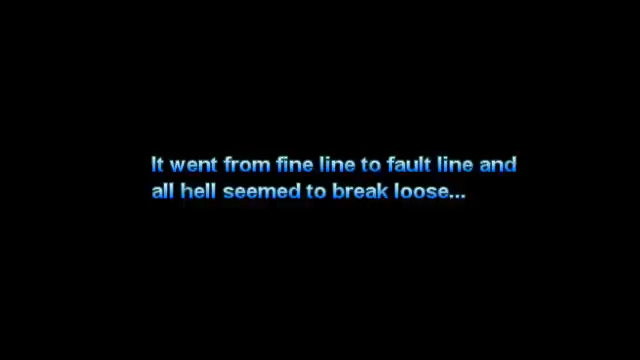 It went from fine line to fault line and
all hell seemed to break loose...